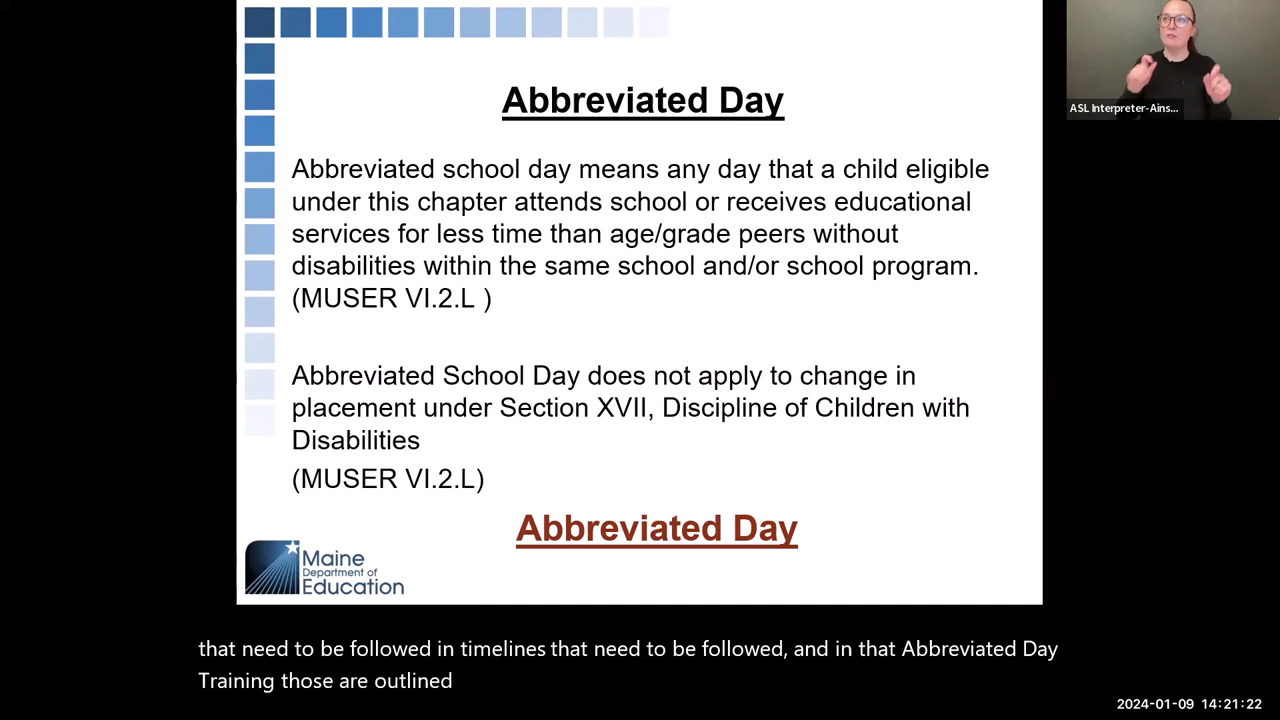 Abbreviated Day
Abbreviated school day means any day that a child eligible
under this chapter attends school or receives educational
services for less time than age/grade peers without
disabilities within the same school and/or school program.
(MUSER VI.2.L )
Abbreviated School Day does not apply to change in
placement under Section XVII, Discipline of Children with
Disabilities
(MUSER VI.2.L)
Abbreviated Day
Maine
Department of
Education
ASL Interpreter-Ains...
that need to be followed in timelines that need to be followed, and in that Abbreviated Day
Training those are outlined
2024-01-09 14:21:22